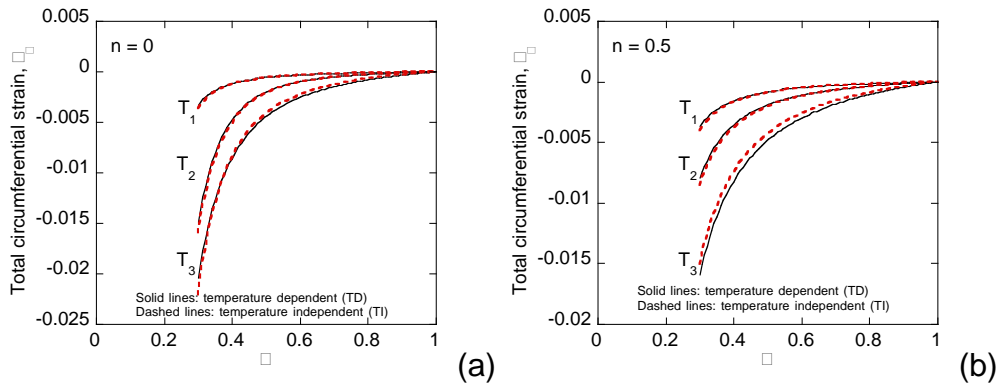 0.005
n = 0
0
-0.005
-0.01
-0.015
-0.02
-0.025
Total circumferential strain, □□
T1
T2
T3
Solid lines: temperature dependent (TD)
Dashed lines: temperature independent (TI)
0 0.2 0.4 0.6 0.8 1
□
(a)
0.005
n = 0.5
0
-0.005
-0.01
-0.015
-0.02
Total circumferential strain, □□
T1
T2
T3
Solid lines: temperature dependent (TD)
Dashed lines: temperature independent (TI)
0 0.2 0.4 0.6 0.8 1
□
(b)